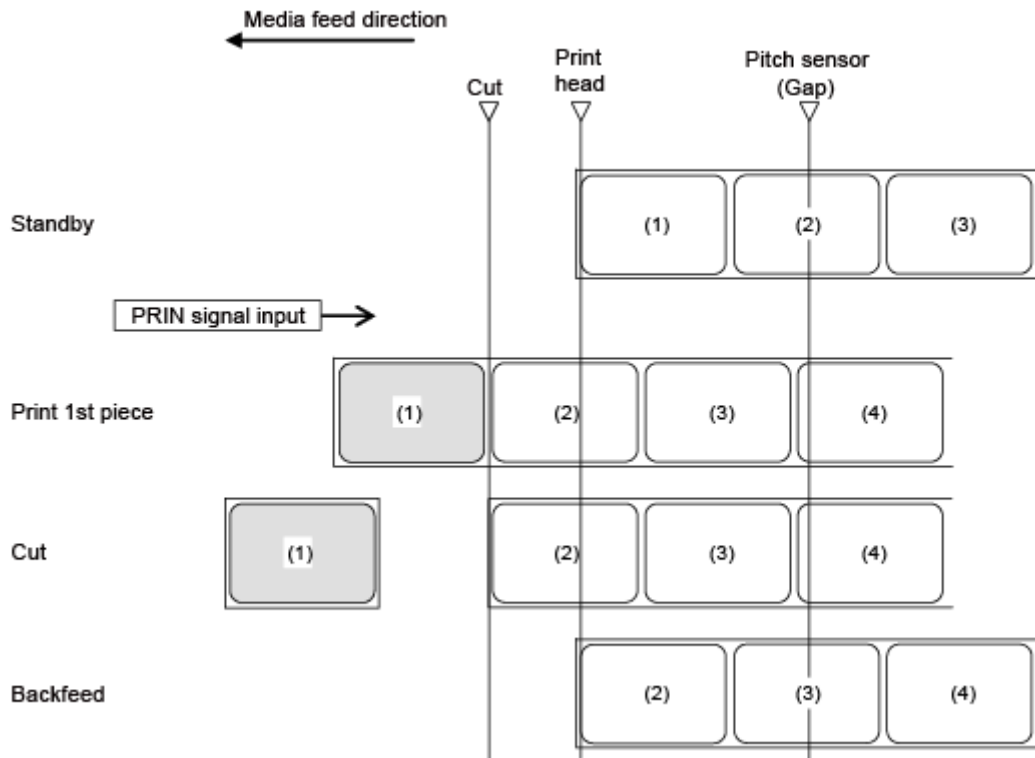 Media feed direction
Cut
Print
head
Pitch sensor
(Gap)
Standby
(1)
(2)
(3)
PRIN signal input
Print 1st piece
(1)
(2)
(3)
(4)
Cut
(1)
(2)
(3)
(4)
Backfeed
(2)
(3)
(4)